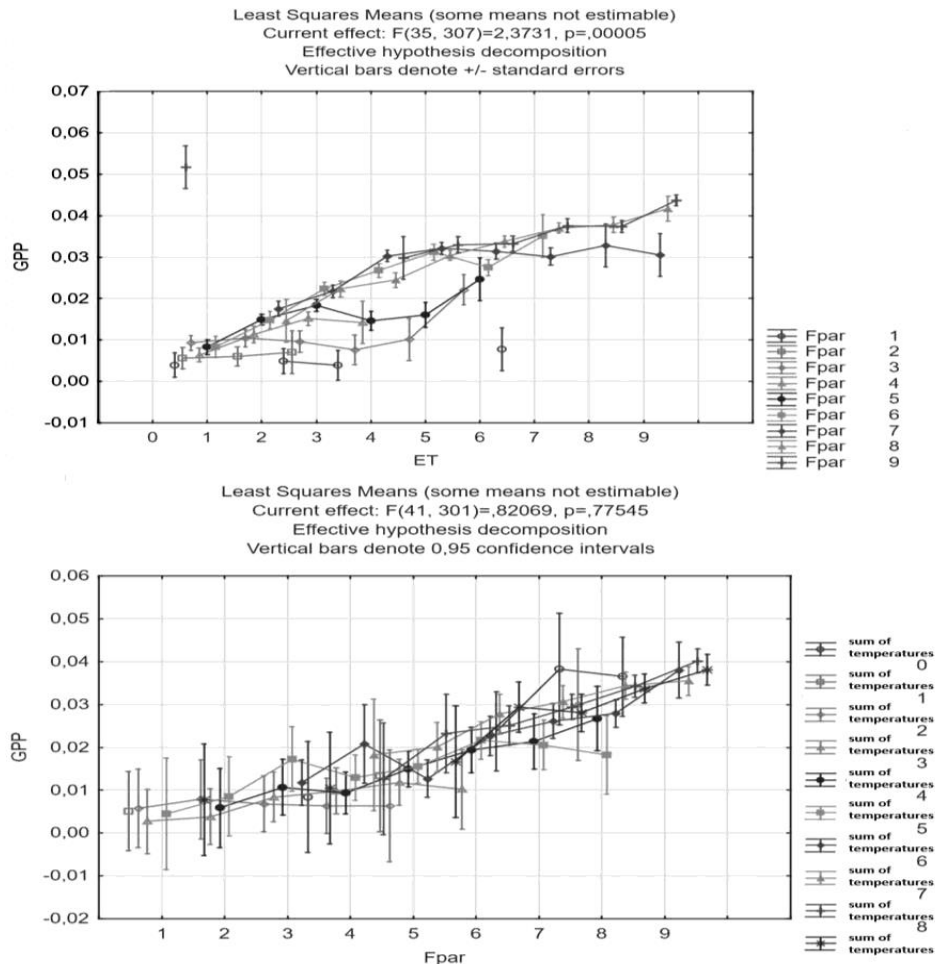 Least Squares Means (some means not estimable)
Current effect: F(35, 307)=2,3731, p=,00005
Effective hypothesis decomposition
Vertical bars denote +/- standard errors
0,07
0,06
0,05
0,04
0,03
0,02
0,01
0,00
-0,01
GPP
0 1 2 3 4 5 6 7 8 9
ET
Fpar 1
Fpar 2
Fpar 3
Fpar 4
Fpar 5
Fpar 6
Fpar 7
Fpar 8
Fpar 9
Least Squares Means (some means not estimable)
Current effect: F(41, 301)=,82069, p=,77545
Effective hypothesis decomposition
Vertical bars denote 0,95 confidence intervals
0,06
0,05
0,04
0,03
0,02
0,01
0,00
-0,01
-0,02
GPP
1 2 3 4 5 6 7 8 9
Fpar
sum of
temperatures 0
sum of
temperatures 1
sum of
temperatures 2
sum of
temperatures 3
sum of
temperatures 4
sum of
temperatures 5
sum of
temperatures 6
sum of
temperatures 7
sum of
temperatures 8
sum of
temperatures